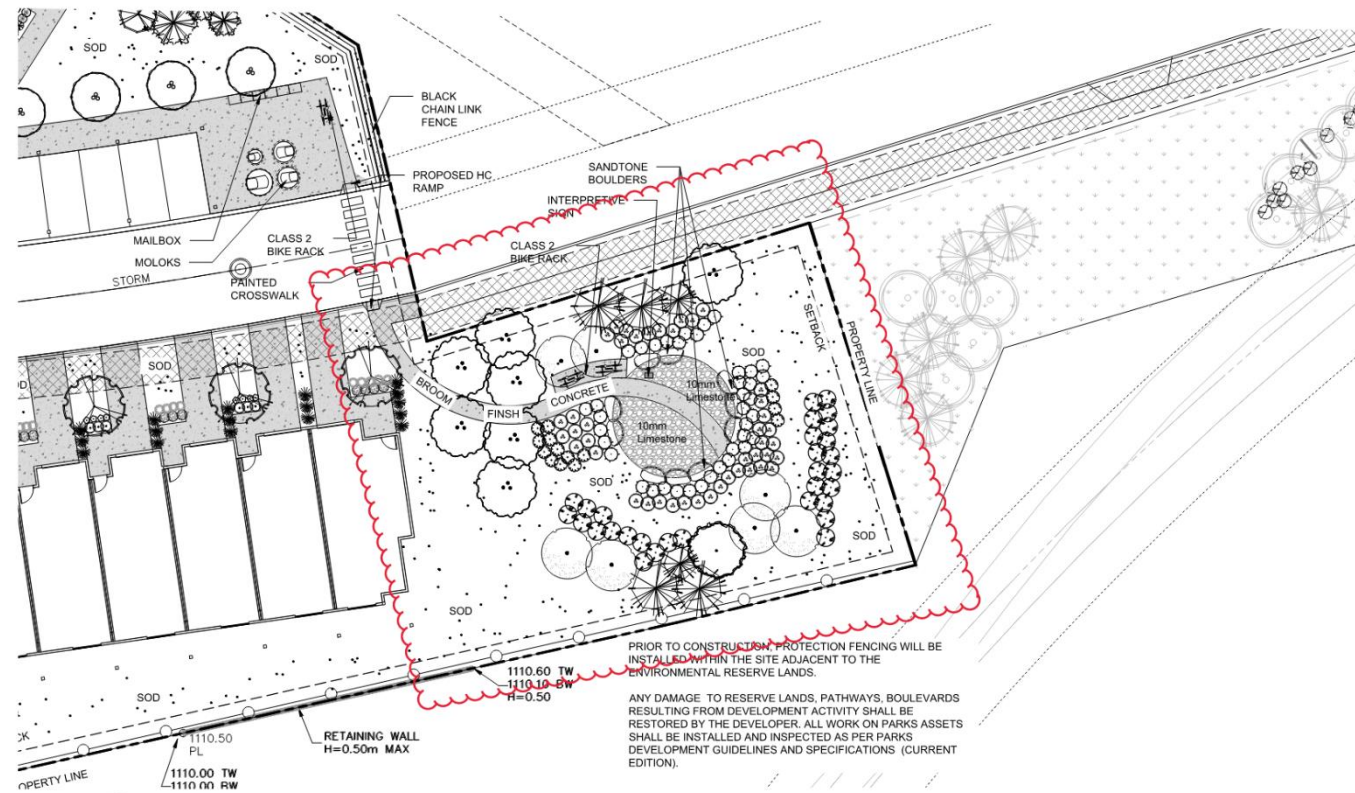 SOD
SOD
BLACK
CHAIN LINK
FENCE
PROPOSED HC
RAMP
SANDTONE
BOULDERS
INTERPRETIVE
SIGN
MAILBOX
MOLOKS
CLASS 2
BIKE RACK
CLASS 2
BIKE RACK
STORM
PAINTED
CROSSWALK
SETBACK
PROPERTY LINE
SOD
SOD
BROOM
FINSH
CONCRETE
10mm
Limestone
10mm
Limestone
SOD
SOD
SOD
SOD
1110.60 TW
1110.10 BW
H=0.50
RETAINING WALL
H=0.50m MAX
1110.50
PL
1110.00 TW
1110.00 BW
OPERTY LINE
PRIOR TO CONSTRUCTION, PROTECTION FENCING WILL BE
INSTALLED WITHIN THE SITE ADJACENT TO THE
ENVIRONMENTAL RESERVE LANDS.
ANY DAMAGE TO RESERVE LANDS, PATHWAYS, BOULEVARDS
RESULTING FROM DEVELOPMENT ACTIVITY SHALL BE
RESTORED BY THE DEVELOPER. ALL WORK ON PARKS ASSETS
SHALL BE INSTALLED AND INSPECTED AS PER PARKS
DEVELOPMENT GUIDELINES AND SPECIFICATIONS (CURRENT
EDITION).